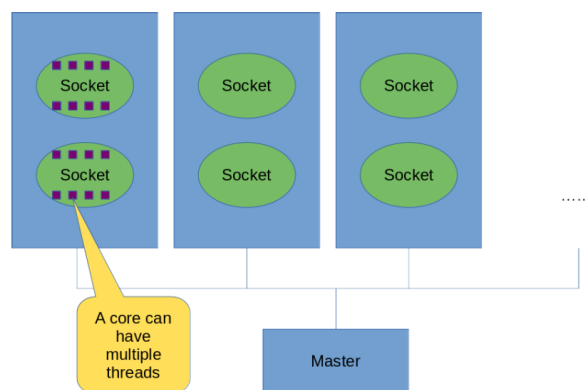 Socket
Socket
Socket
Socket
Socket
Socket
.....
A core can
have
multiple
threads
Master